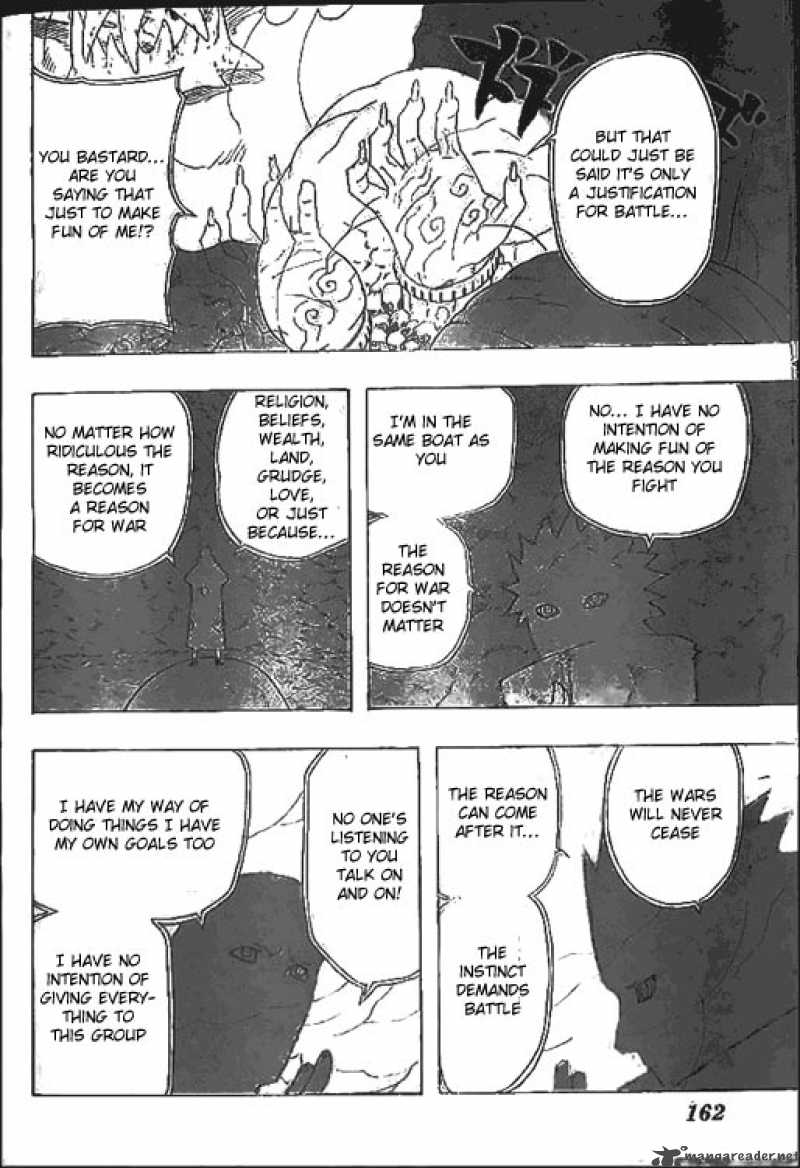 BUT THAT
COULD JUST BE
SAID IT'S ONLY
A JUSTIFICATION
FOR BATTLE...
YOU BASTARD...
ARE YOU
SAYING THAT
JUST TO MAKE
FUN OF ME!?
NO... I HAVE NO
INTENTION OF
MAKING FUN OF
THE REASON YOU
FIGHT
I'M IN THE
SAME BOAT AS
YOU
THE
REASON
FOR WAR
DOESN'T
MATTER
RELIGION,
BELIEFS,
WEALTH,
LAND,
GRUDGE,
LOVE,
OR JUST
BECAUSE...
NO MATTER HOW
RIDICULOUS THE
REASON, IT
BECOMES
A REASON
FOR WAR
THE WARS
WILL NEVER
CEASE
THE REASON
CAN COME
AFTER IT...
THE
INSTINCT
DEMANDS
BATTLE
NO ONE'S
LISTENING
TO YOU
TALK ON
AND ON!
I HAVE MY WAY OF
DOING THINGS I HAVE
MY OWN GOALS TOO
I HAVE NO
INTENTION OF
GIVING EVERY-
THING TO
THIS GROUP
162
mangareader.net